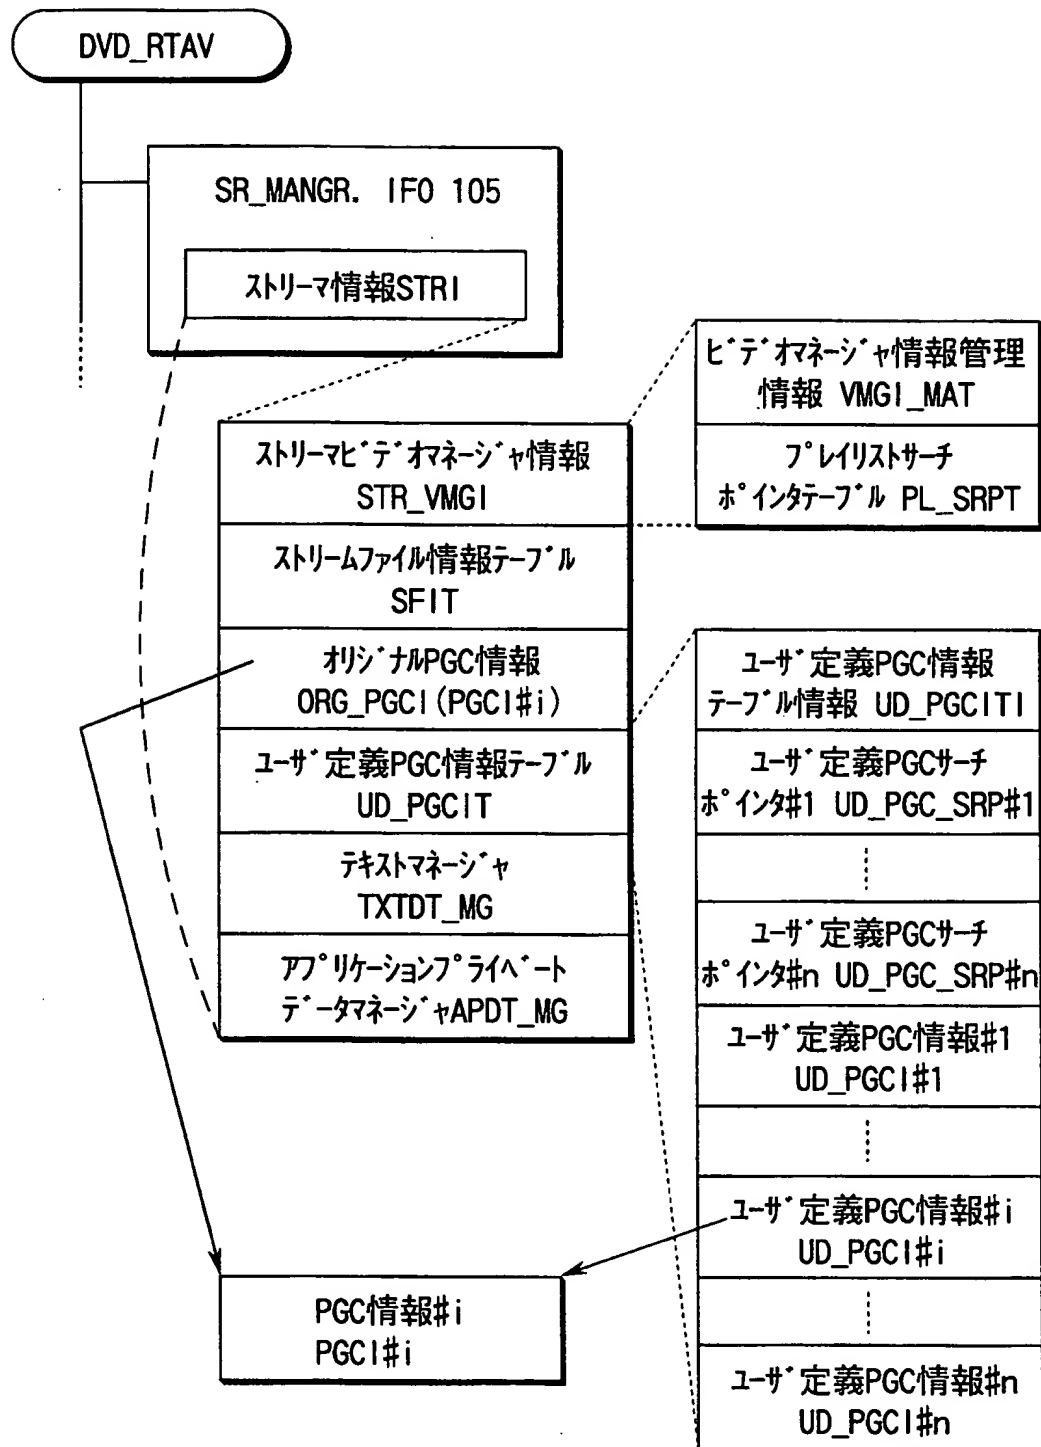 DVD_RTAV
SR_MANGR. IFO 105
ストリーマ情報STRI
ストリーマビデオマネージャ情報
STR_VMGI
ストリームファイル情報テーブル
SFIT
オリジナルPGC情報
ORG_PGCI(PGCI#i)
ユーザ定義PGC情報テーブル
UD_PGCIT
テキストマネージャ
TXTDT_MG
アプリケーションプライベート
データマネージャAPDT_MG
ビデオマネージャ情報管理
情報 VMGI_MAT
プレイリストサーチ
ポインタテーブル PL_SRPT
ユーザ定義PGC情報
テーブル情報 UD_PGCITI
ユーザ定義PGCサーチ
ポインタ#1 UD_PGC_SRP#1
ユーザ定義PGCサーチ
ポインタ#n UD_PGC_SRP#n
ユーザ定義PGC情報#1
UD_PGCI#1
ユーザ定義PGC情報#i
UD_PGCI#i
ユーザ定義PGC情報#n
UD_PGCI#n
PGC情報#i
PGCI#i